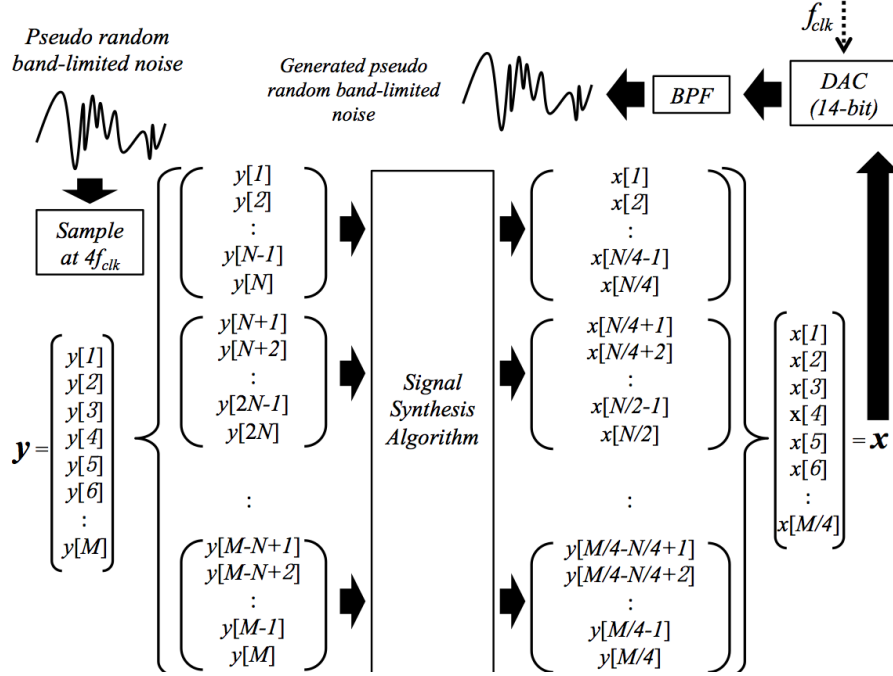 Pseudo random
band-limited noise
Sample
at 4f_clk
y =
y[1]
y[2]
y[3]
y[4]
y[5]
y[6]
:
y[M]
y[1]
y[2]
:
y[N-1]
y[N]
y[N+1]
y[N+2]
:
y[2N-1]
y[2N]
:
y[M-N+1]
y[M-N+2]
:
y[M-1]
y[M]
Signal
Synthesis
Algorithm
x[1]
x[2]
:
x[N/4-1]
x[N/4]
x[N/4+1]
x[N/4+2]
:
x[N/2-1]
x[N/2]
:
y[M/4-N/4+1]
y[M/4-N/4+2]
:
y[M/4-1]
y[M/4]
x[1]
x[2]
x[3]
x[4]
x[5]
x[6]
:
x[M/4]
= x
f_clk
DAC
(14-bit)
BPF
Generated pseudo
random band-limited
noise